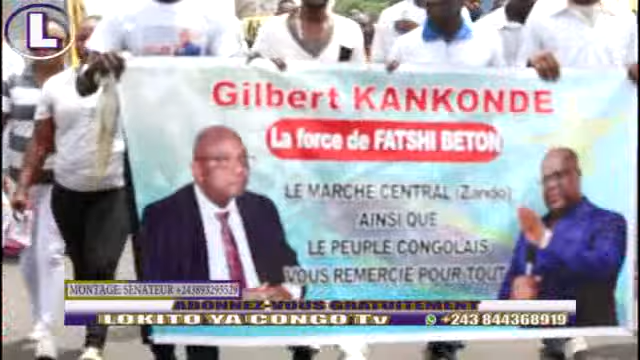 L
Gilbert KANKONDE
La force de FATSHI BETON
LE MARCHE CENTRAL (Zando)
AINSI QUE
LE PEUPLE CONGOLAIS
VOUS REMERCIE POUR TOUT
MONTAGE SENATEUR +243893293529
ABONNEZ-VOUS GRATUITEMENT
LOKITO YA CONGO Tv
+243 844368919